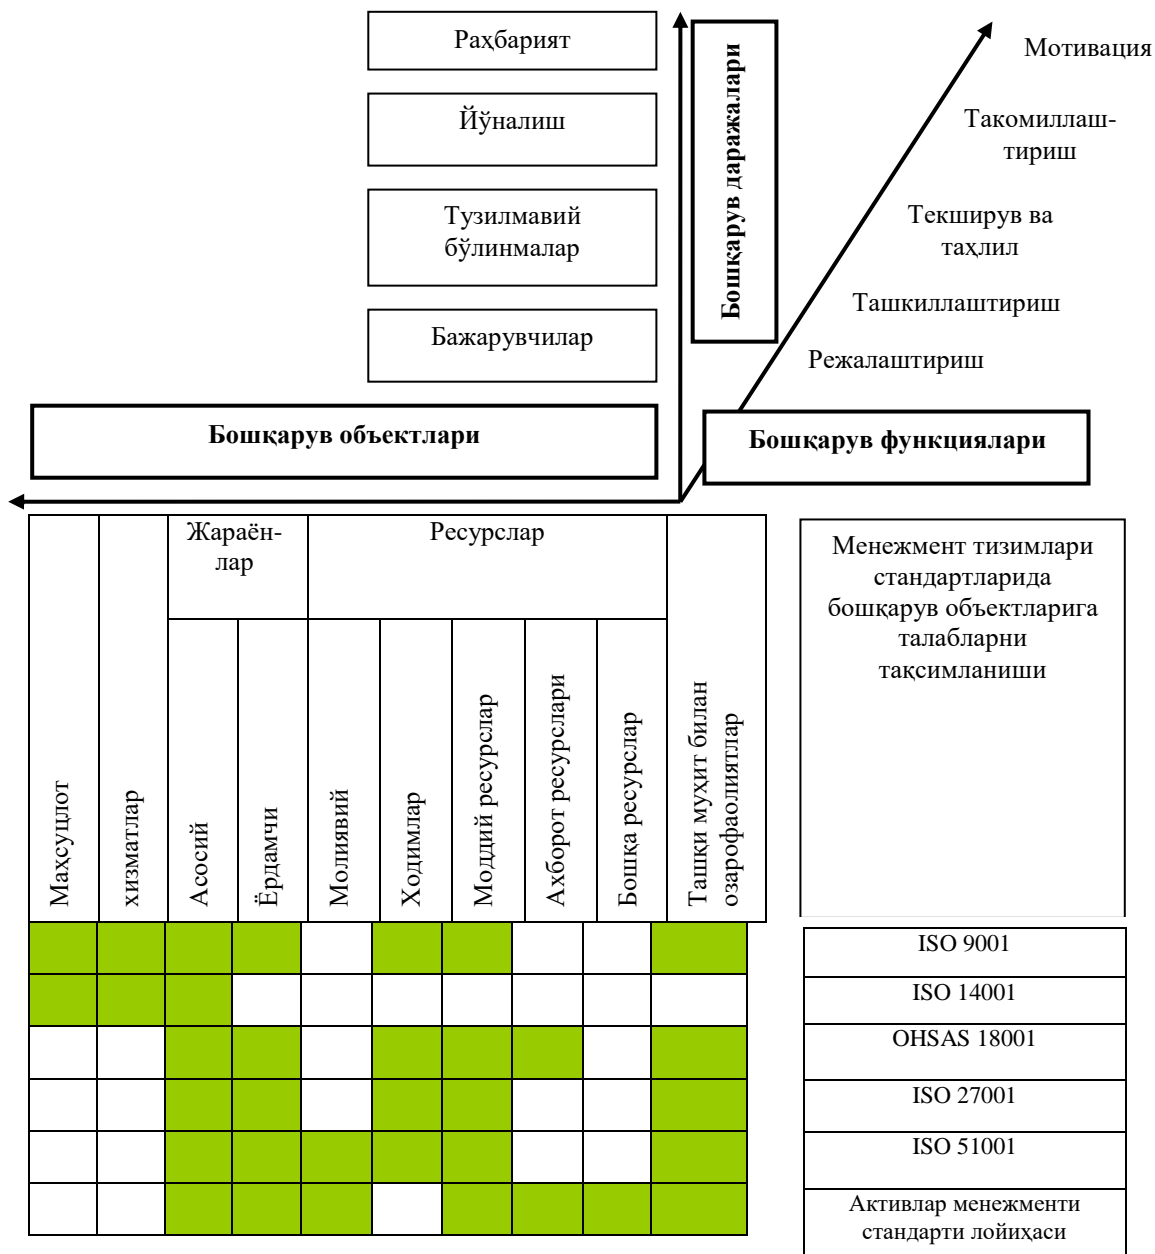 Раҳбарият
Йўналиш
Тузилмавий
бўлинмалар
Бажарувчилар
Бошқарув даражалари
Мотивация
Такомиллаш-
тириш
Текширув ва
таҳлил
Ташкиллаштириш
Режалаштириш
Бошқарув объектлари
Бошқарув функциялари
Жараён-
лар
Ресурслар
Маҳсуцлот
хизматлар
Асосий
Ёрдамчи
Молиявий
Ходимлар
Моддий ресурслар
Ахборот ресурслари
Бошқа ресурслар
Ташқи муҳит билан
озарофаолиятлар
Менежмент тизимлари
стандартларида
бошқарув объектларига
талабларни
тақсимланиши
ISO 9001
ISO 14001
OHSAS 18001
ISO 27001
ISO 51001
Активлар менежменти
стандарти лойиҳаси